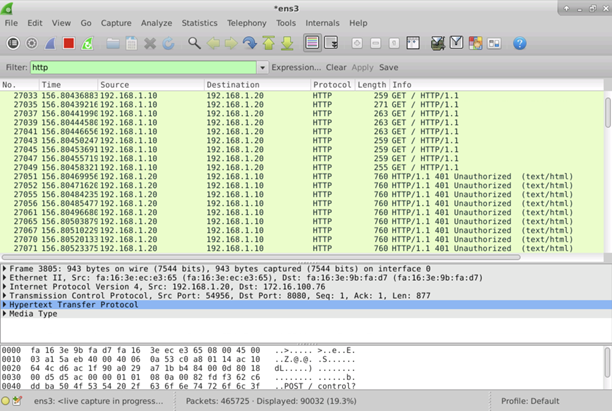 *ens3
File Edit View Go Capture Analyze Statistics Telephony Tools Internals Help
Filter: http Expression... Clear Apply Save
No. Time Source Destination Protocol Length Info
27033 156.80436883 192.168.1.10 192.168.1.20 HTTP 259 GET / HTTP/1.1
27035 156.80439216 192.168.1.10 192.168.1.20 HTTP 271 GET / HTTP/1.1
27037 156.80441990 192.168.1.10 192.168.1.20 HTTP 263 GET / HTTP/1.1
27039 156.80444580 192.168.1.10 192.168.1.20 HTTP 263 GET / HTTP/1.1
27041 156.80446656 192.168.1.10 192.168.1.20 HTTP 263 GET / HTTP/1.1
27043 156.80450247 192.168.1.10 192.168.1.20 HTTP 259 GET / HTTP/1.1
27045 156.80453691 192.168.1.10 192.168.1.20 HTTP 259 GET / HTTP/1.1
27047 156.80455719 192.168.1.10 192.168.1.20 HTTP 259 GET / HTTP/1.1
27049 156.80458321 192.168.1.10 192.168.1.20 HTTP 255 GET / HTTP/1.1
27051 156.80469956 192.168.1.20 192.168.1.10 HTTP 760 HTTP/1.1 401 Unauthorized (text/html)
27052 156.80471620 192.168.1.20 192.168.1.10 HTTP 760 HTTP/1.1 401 Unauthorized (text/html)
27055 156.80484235 192.168.1.20 192.168.1.10 HTTP 760 HTTP/1.1 401 Unauthorized (text/html)
27056 156.80485477 192.168.1.20 192.168.1.10 HTTP 760 HTTP/1.1 401 Unauthorized (text/html)
27061 156.80496680 192.168.1.20 192.168.1.10 HTTP 760 HTTP/1.1 401 Unauthorized (text/html)
27065 156.80503879 192.168.1.20 192.168.1.10 HTTP 760 HTTP/1.1 401 Unauthorized (text/html)
27067 156.80510229 192.168.1.20 192.168.1.10 HTTP 760 HTTP/1.1 401 Unauthorized (text/html)
27070 156.80520133 192.168.1.20 192.168.1.10 HTTP 760 HTTP/1.1 401 Unauthorized (text/html)
27071 156.80523375 192.168.1.20 192.168.1.10 HTTP 760 HTTP/1.1 401 Unauthorized (text/html)
Frame 3805: 943 bytes on wire (7544 bits), 943 bytes captured (7544 bits) on interface 0
Ethernet II, Src: fa:16:3e:ec:e3:65 (fa:16:3e:ec:e3:65), Dst: fa:16:3e:9b:fa:d7 (fa:16:3e:9b:fa:d7)
Internet Protocol Version 4, Src: 192.168.1.20, Dst: 172.16.100.76
Transmission Control Protocol, Src Port: 54956, Dst Port: 8080, Seq: 1, Ack: 1, Len: 877
Hypertext Transfer Protocol
Media Type
0000 fa 16 3e 9b fa d7 fa 16 3e ec e3 65 08 00 45 00 ..>..... >..e..E.
0010 03 a1 5a eb 40 00 40 06 0a 53 c0 a8 01 14 ac 10 ..Z.@.@. .S......
0020 64 4c d6 ac 1f 90 a0 29 a7 1b b4 84 00 dd 80 18 dL.....) ........
0030 00 d5 d5 ac 00 00 01 01 08 0a 00 82 fd f3 62 c6 ........ ......b.
0040 dd ba 50 4f 53 54 20 2f 63 6f 6e 74 72 6f 6c 3f ..POST / control?
ens3: <live capture in progress... Packets: 465725 · Displayed: 90032 (19.3%) Profile: Default